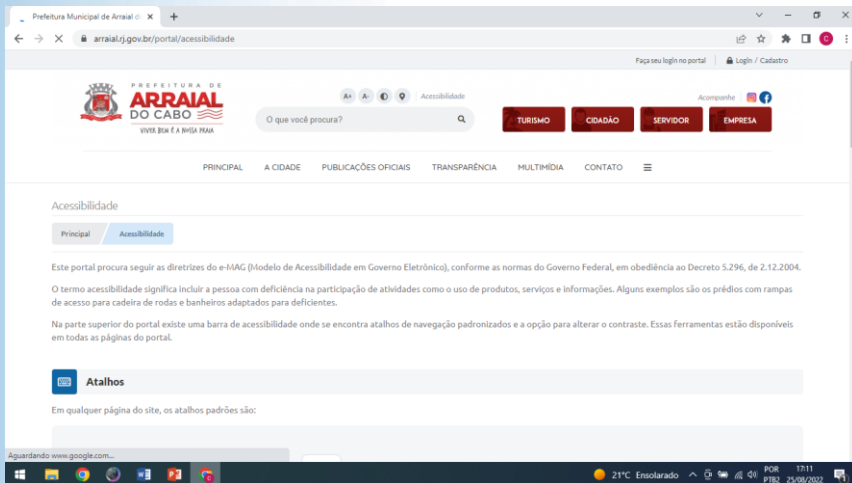 Prefeitura Municipal de Arraial do
arraial.rj.gov.br/portal/acessibilidade
Faça seu login no portal
Login / Cadastro
PREFEITURA DE
ARRAIAL
DO CABO
VIVER BEM É A NOSSA PRAIA
A+ A- Acessibilidade
Acompanhe
O que você procura?
TURISMO
CIDADÃO
SERVIDOR
EMPRESA
PRINCIPAL A CIDADE PUBLICAÇÕES OFICIAIS TRANSPARÊNCIA MULTIMÍDIA CONTATO
Acessibilidade
Principal Acessibilidade
Este portal procura seguir as diretrizes do e-MAG (Modelo de Acessibilidade em Governo Eletrônico), conforme as normas do Governo Federal, em obediência ao Decreto 5.296, de 2.12.2004.
O termo acessibilidade significa incluir a pessoa com deficiência na participação de atividades como o uso de produtos, serviços e informações. Alguns exemplos são os prédios com rampas
de acesso para cadeira de rodas e banheiros adaptados para deficientes.
Na parte superior do portal existe uma barra de acessibilidade onde se encontra atalhos de navegação padronizados e a opção para alterar o contraste. Essas ferramentas estão disponíveis
em todas as páginas do portal.
Atalhos
Em qualquer página do site, os atalhos padrões são:
Aguardando www.google.com...
21°C Ensolarado
POR
PTB2
17:11
25/08/2022